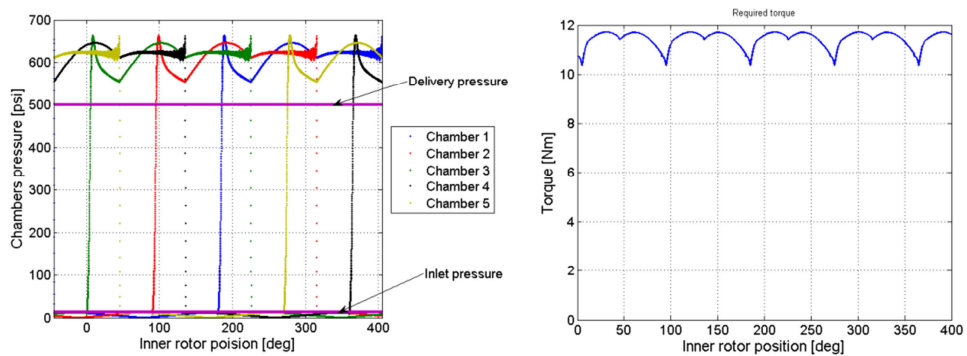 Chambers pressure [psi]
700
600
500
400
300
200
100
0
0
100
200
300
400
Inner rotor poision [deg]
Delivery pressure
Chamber 1
Chamber 2
Chamber 3
Chamber 4
Chamber 5
Inlet pressure
Required torque
Torque [Nm]
12
10
8
6
4
2
0
0
50
100
150
200
250
300
350
400
Inner rotor position [deg]